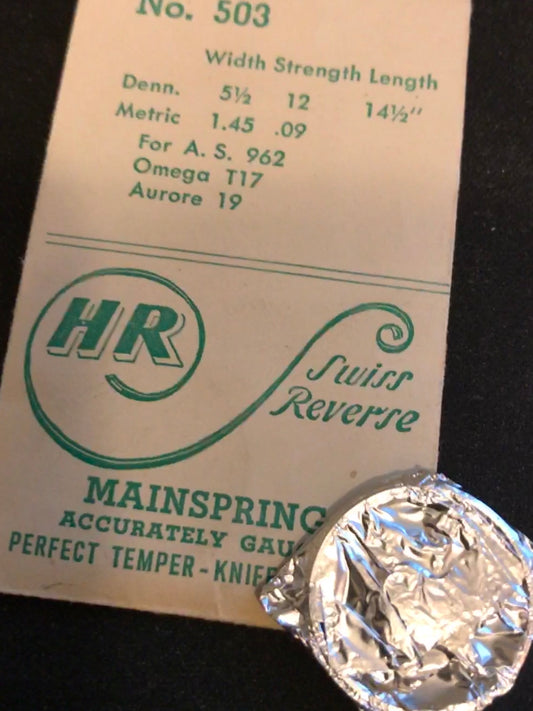 No. 503
Width Strength Length
Denn. 5½ 12 14½"
Metric 1.45 .09
For A. S. 962
Omega T17
Aurore 19
HR
Swiss
Reverse
MAINSPRING
ACCURATELY GAU
PERFECT TEMPER-KNIFE